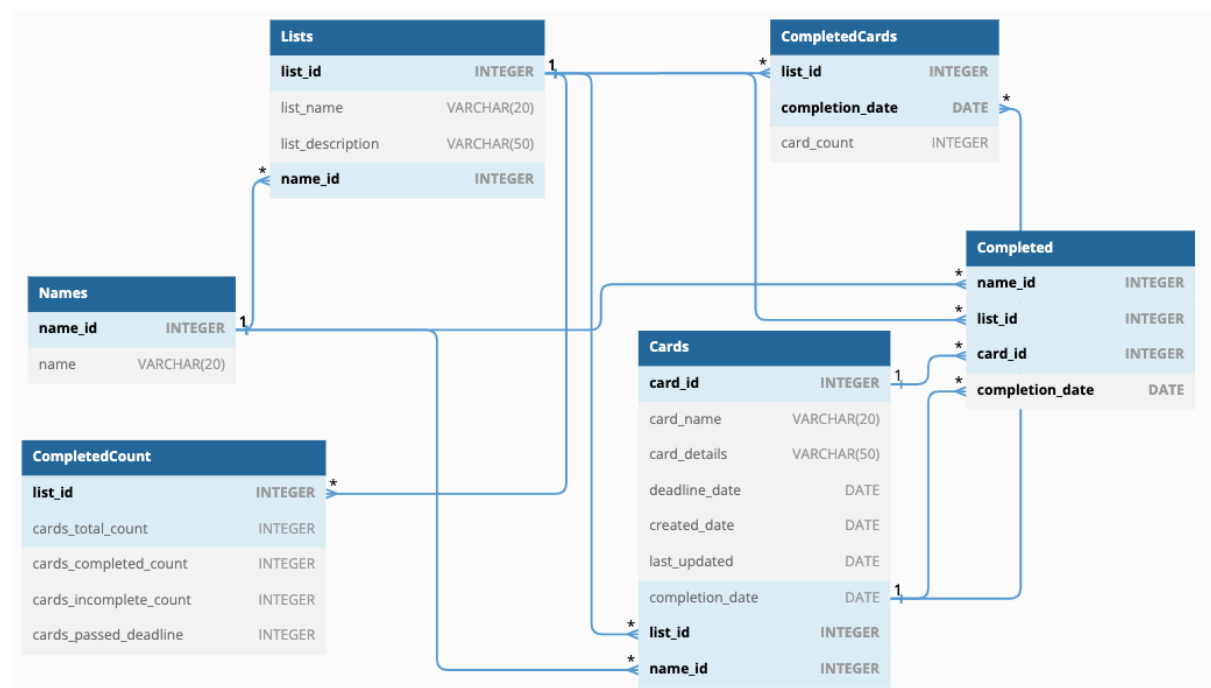 Lists
list_id INTEGER
list_name VARCHAR(20)
list_description VARCHAR(50)
name_id INTEGER
1
*
CompletedCards
list_id INTEGER
completion_date DATE
card_count INTEGER
*
*
Names
name_id INTEGER
name VARCHAR(20)
1
Completed
name_id INTEGER
list_id INTEGER
card_id INTEGER
completion_date DATE
*
*
*
*
Cards
card_id INTEGER
card_name VARCHAR(20)
card_details VARCHAR(50)
deadline_date DATE
created_date DATE
last_updated DATE
completion_date DATE
list_id INTEGER
name_id INTEGER
1
1
*
*
CompletedCount
list_id INTEGER
cards_total_count INTEGER
cards_completed_count INTEGER
cards_incomplete_count INTEGER
cards_passed_deadline INTEGER
*